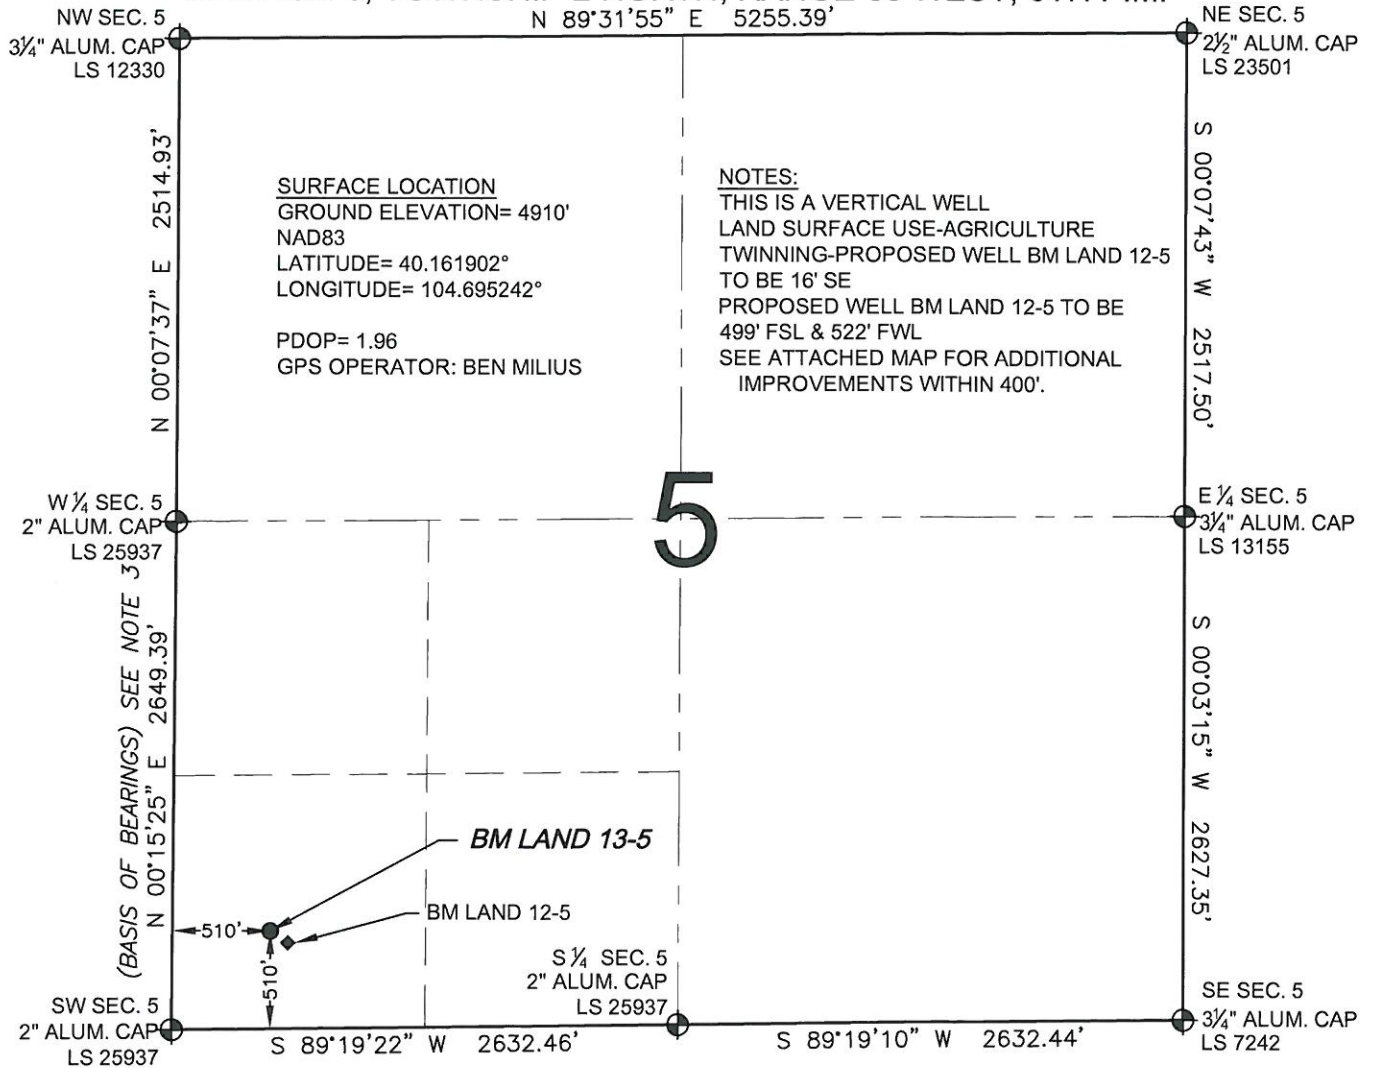 N 89°31'55" E 5255.39'
NW SEC. 5
3¼" ALUM. CAP
LS 12330
NE SEC. 5
2½" ALUM. CAP
LS 23501
N 00°07'37" E 2514.93'
SURFACE LOCATION
GROUND ELEVATION= 4910'
NAD83
LATITUDE= 40.161902°
LONGITUDE= 104.695242°
PDOP= 1.96
GPS OPERATOR: BEN MILIUS
NOTES:
THIS IS A VERTICAL WELL
LAND SURFACE USE-AGRICULTURE
TWINNING-PROPOSED WELL BM LAND 12-5
TO BE 16' SE
PROPOSED WELL BM LAND 12-5 TO BE
499' FSL & 522' FWL
SEE ATTACHED MAP FOR ADDITIONAL
IMPROVEMENTS WITHIN 400'.
S 00°07'43" W 2517.50'
W ¼ SEC. 5
2" ALUM. CAP
LS 25937
5
E ¼ SEC. 5
3¼" ALUM. CAP
LS 13155
(BASIS OF BEARINGS) SEE NOTE 3
N 00°15'25" E 2649.39'
S 00°03'15" W 2627.35'
BM LAND 13-5
BM LAND 12-5
510'
510'
S ¼ SEC. 5
2" ALUM. CAP
LS 25937
SW SEC. 5
2" ALUM. CAP
LS 25937
SE SEC. 5
3¼" ALUM. CAP
LS 7242
S 89°19'22" W 2632.46'
S 89°19'10" W 2632.44'